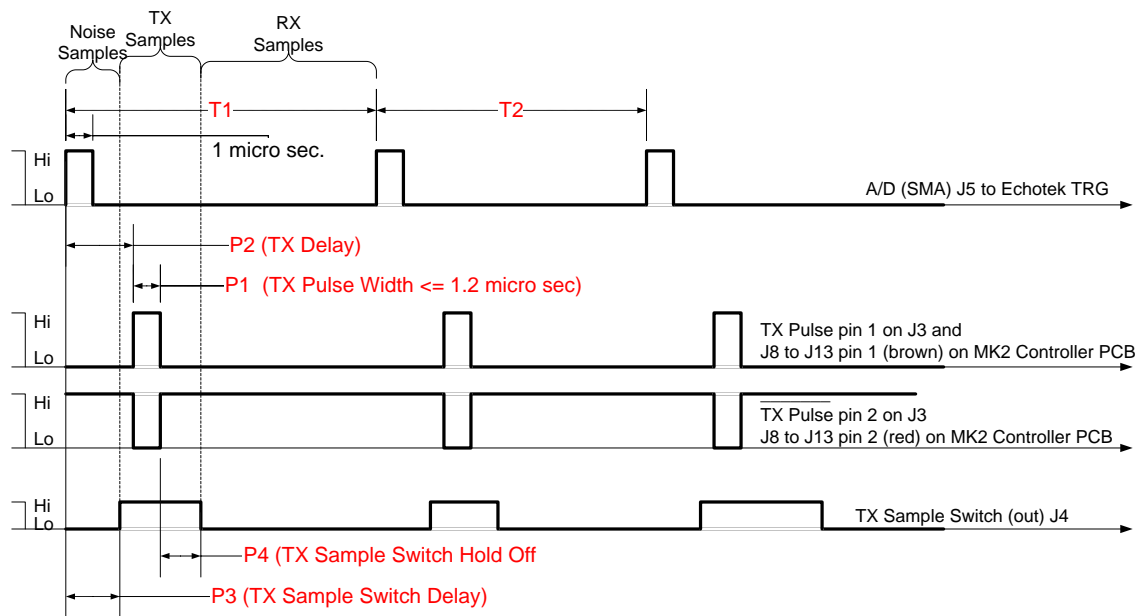 Noise
Samples
TX
Samples
RX
Samples
T1
T2
1 micro sec.
Hi
Lo
A/D (SMA) J5 to Echotek TRG
P2 (TX Delay)
P1 (TX Pulse Width <= 1.2 micro sec)
Hi
Lo
TX Pulse pin 1 on J3 and
J8 to J13 pin 1 (brown) on MK2 Controller PCB
Hi
Lo
TX Pulse pin 2 on J3
J8 to J13 pin 2 (red) on MK2 Controller PCB
Hi
Lo
TX Sample Switch (out) J4
P4 (TX Sample Switch Hold Off
P3 (TX Sample Switch Delay)